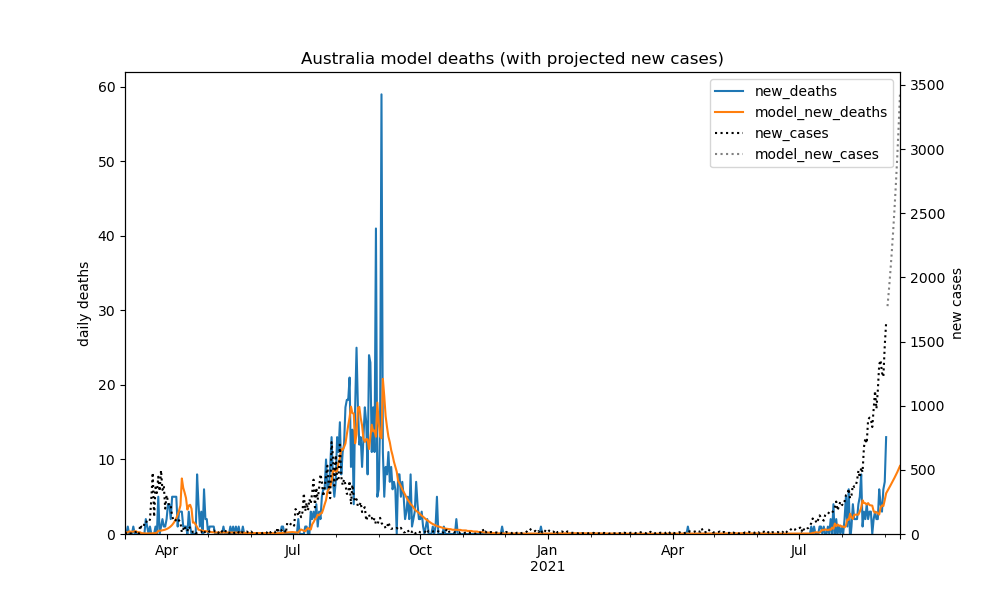 Australia model deaths (with projected new cases)
new_deaths
model_new_deaths
new_cases
model_new_cases
daily deaths
60
50
40
30
20
10
0
new cases
3500
3000
2500
2000
1500
1000
500
0
Apr Jul Oct Jan Apr Jul
2021